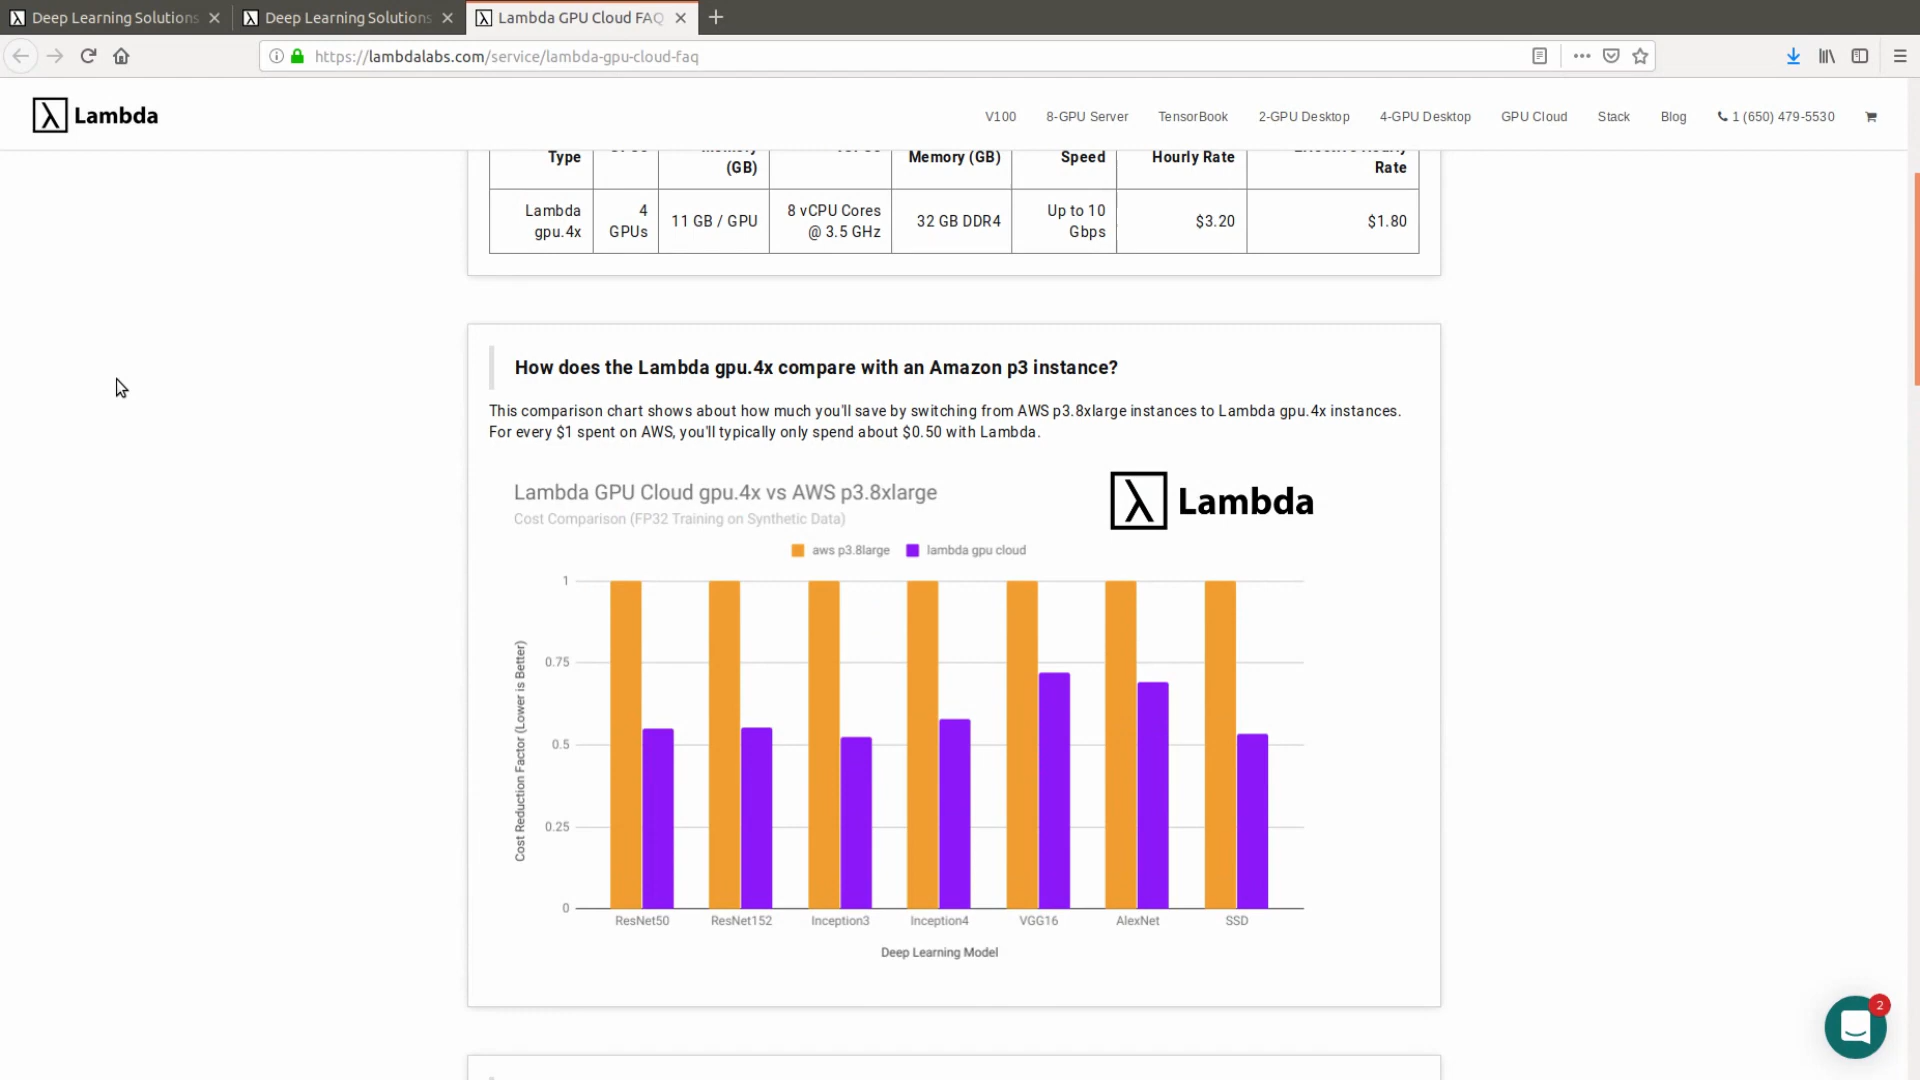 Deep Learning Solutions
Deep Learning Solutions
Lambda GPU Cloud FAQ
https://lambdalabs.com/service/lambda-gpu-cloud-faq
Lambda
V100
8-GPU Server
TensorBook
2-GPU Desktop
4-GPU Desktop
GPU Cloud
Stack
Blog
1 (650) 479-5530
Type
(GB)
Memory (GB)
Speed
Hourly Rate
Rate
Lambda gpu.4x
4 GPUs
11 GB / GPU
8 vCPU Cores @ 3.5 GHz
32 GB DDR4
Up to 10 Gbps
$3.20
$1.80
How does the Lambda gpu.4x compare with an Amazon p3 instance?
This comparison chart shows about how much you'll save by switching from AWS p3.8xlarge instances to Lambda gpu.4x instances.
For every $1 spent on AWS, you'll typically only spend about $0.50 with Lambda.
Lambda GPU Cloud gpu.4x vs AWS p3.8xlarge
Cost Comparison (FP32 Training on Synthetic Data)
Lambda
aws p3.8large
lambda gpu cloud
Cost Reduction Factor (Lower is Better)
1
0.75
0.5
0.25
0
ResNet50
ResNet152
Inception3
Inception4
VGG16
AlexNet
SSD
Deep Learning Model
2